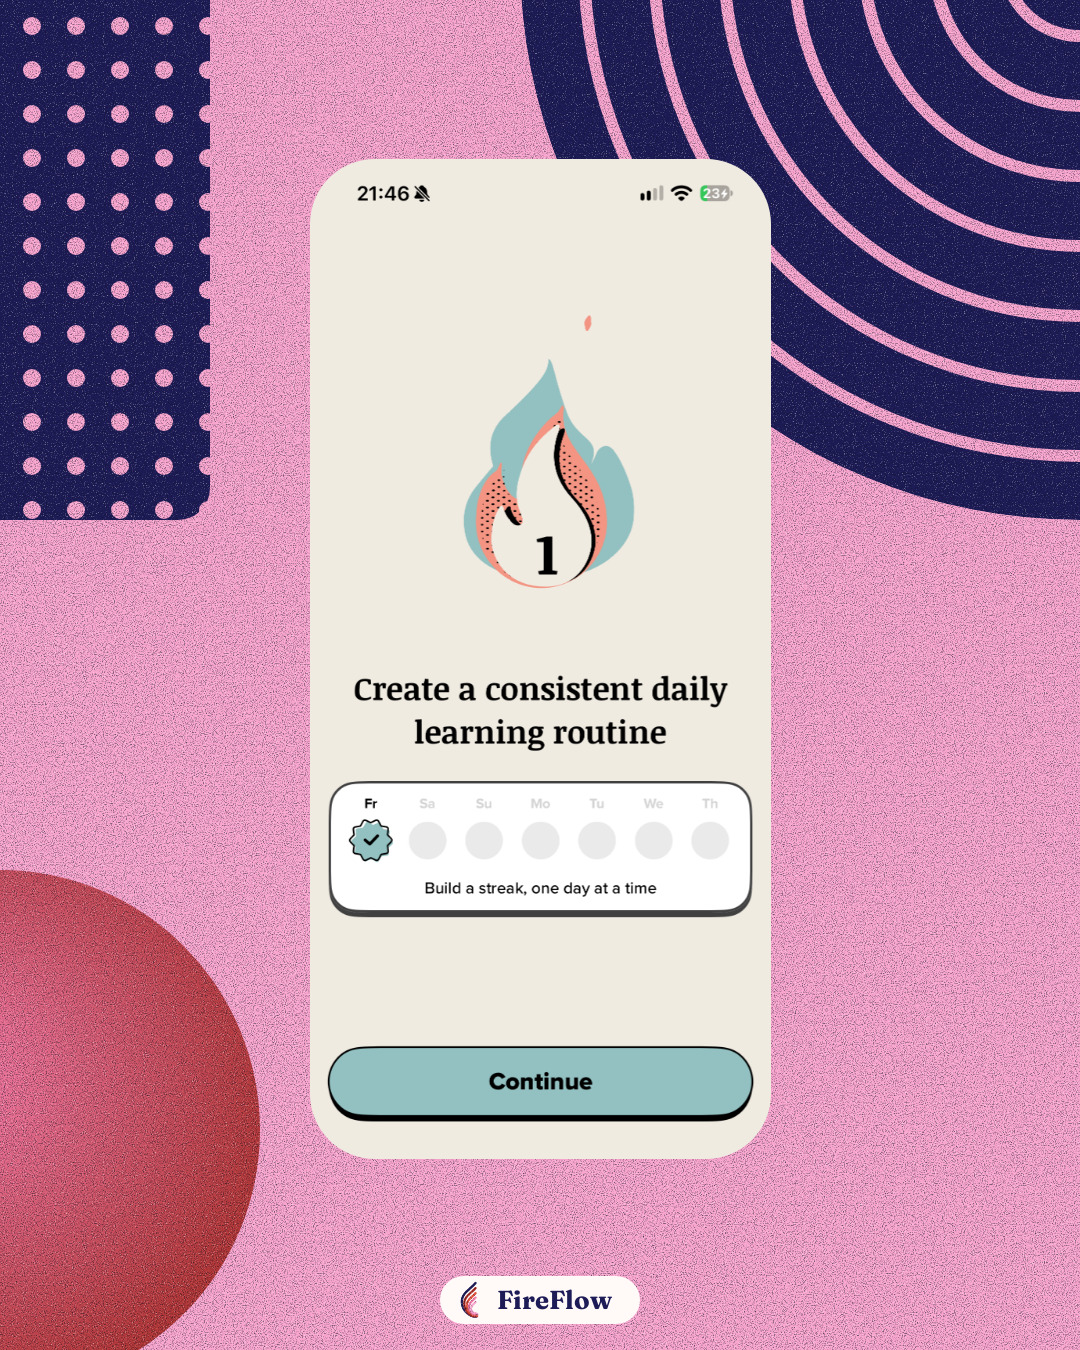 21:46
23
1
Create a consistent daily
learning routine
Fr Sa Su Mo Tu We Th
Build a streak, one day at a time
Continue
FireFlow